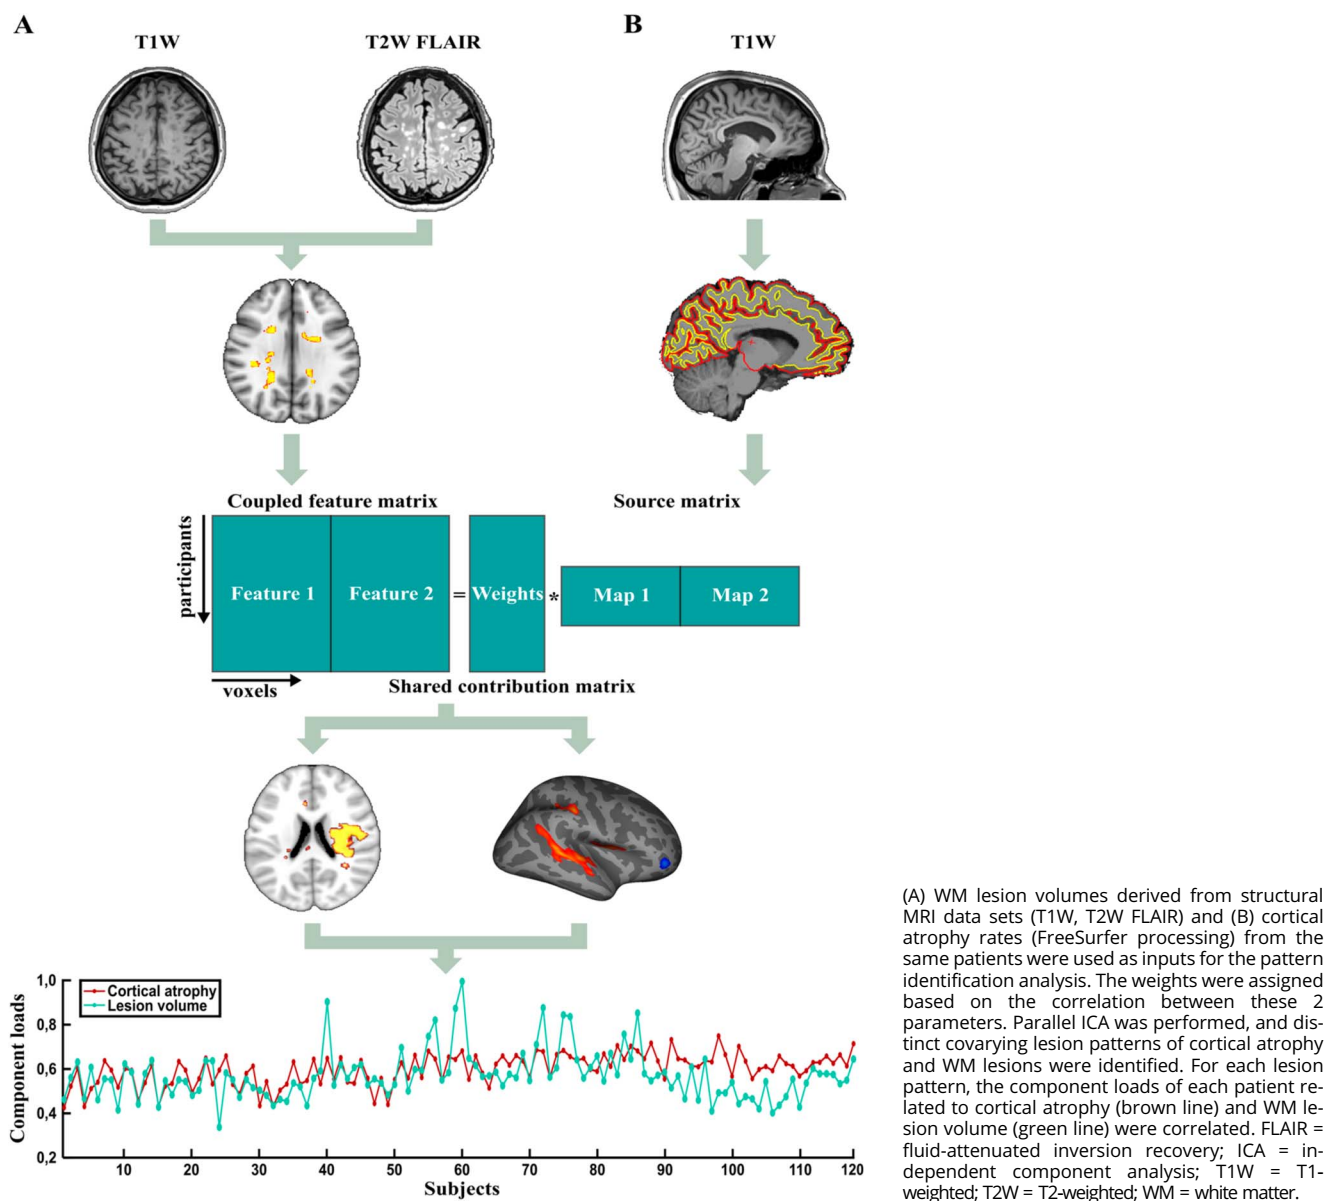 A
B
T1W
T2W FLAIR
T1W
Coupled feature matrix
Source matrix
participants
Feature 1
Feature 2
=
Weights
*
Map 1
Map 2
voxels
Shared contribution matrix
Component loads
1,0
0,8
0,6
0,4
0,2
Cortical atrophy
Lesion volume
10
20
30
40
50
60
70
80
90
100
110
120
Subjects
(A) WM lesion volumes derived from structural
MRI data sets (T1W, T2W FLAIR) and (B) cortical
atrophy rates (FreeSurfer processing) from the
same patients were used as inputs for the pattern
identification analysis. The weights were assigned
based on the correlation between these 2
parameters. Parallel ICA was performed, and dis-
tinct covarying lesion patterns of cortical atrophy
and WM lesions were identified. For each lesion
pattern, the component loads of each patient re-
lated to cortical atrophy (brown line) and WM le-
sion volume (green line) were correlated. FLAIR =
fluid-attenuated inversion recovery; ICA = in-
dependent component analysis; T1W = T1-
weighted; T2W = T2-weighted; WM = white matter.